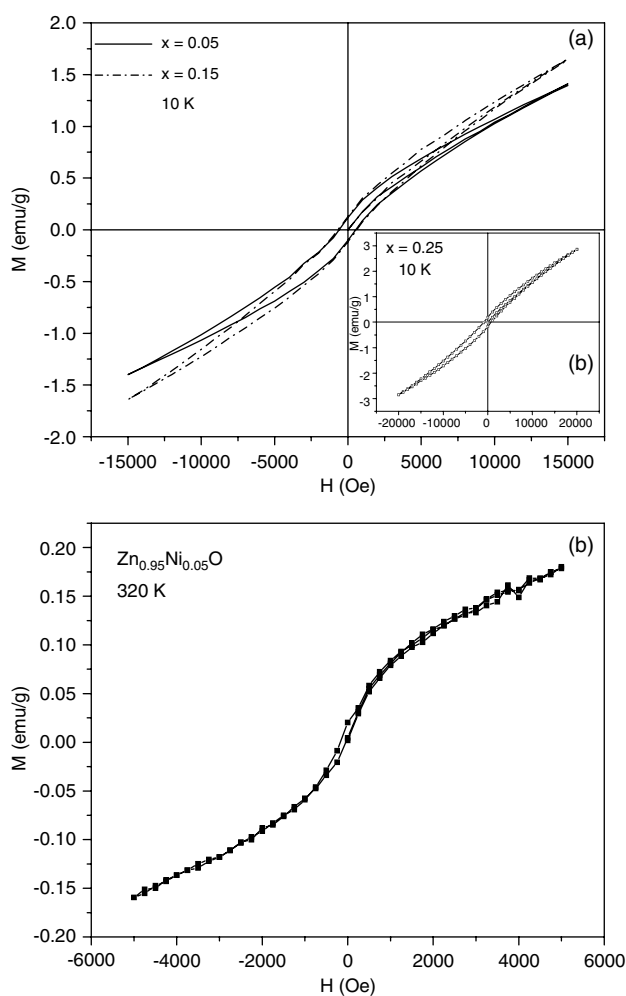 2.0
1.5
1.0
0.5
0.0
-0.5
-1.0
-1.5
2.0
M (emu/g)
x = 0.05
x = 0.15
10 K
(a)
-15000 -10000 -5000 0 5000 10000 15000
H (Oe)
3
2
1
0
-1
-2
-3
M (emu/g)
x = 0.25
10 K
(b)
-20000 -10000 0 10000 20000
0.20
0.15
0.10
0.05
0.00
-0.05
-0.10
-0.15
-0.20
M (emu/g)
Zn0.95Ni0.05O
320 K
(b)
-6000 -4000 -2000 0 2000 4000 6000
H (Oe)